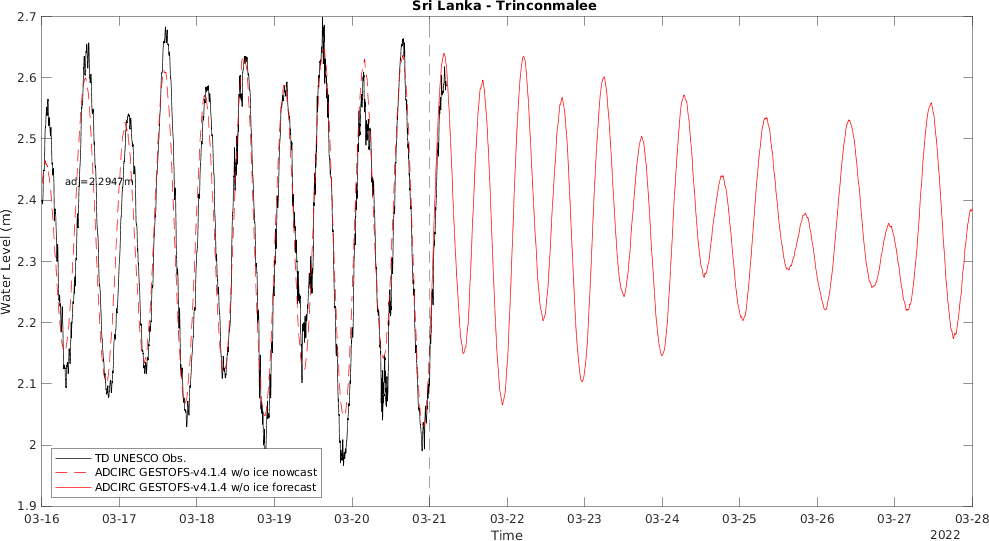 Sri Lanka - Trinconmalee
2.7
2.6
2.5
2.4
2.3
2.2
2.1
2
1.9
Water Level (m)
adj=2.2947m
TD UNESCO Obs.
ADCIRC GESTOFS-v4.1.4 w/o ice nowcast
ADCIRC GESTOFS-v4.1.4 w/o ice forecast
03-16 03-17 03-18 03-19 03-20 03-21 03-22 03-23 03-24 03-25 03-26 03-27 03-28
Time
2022